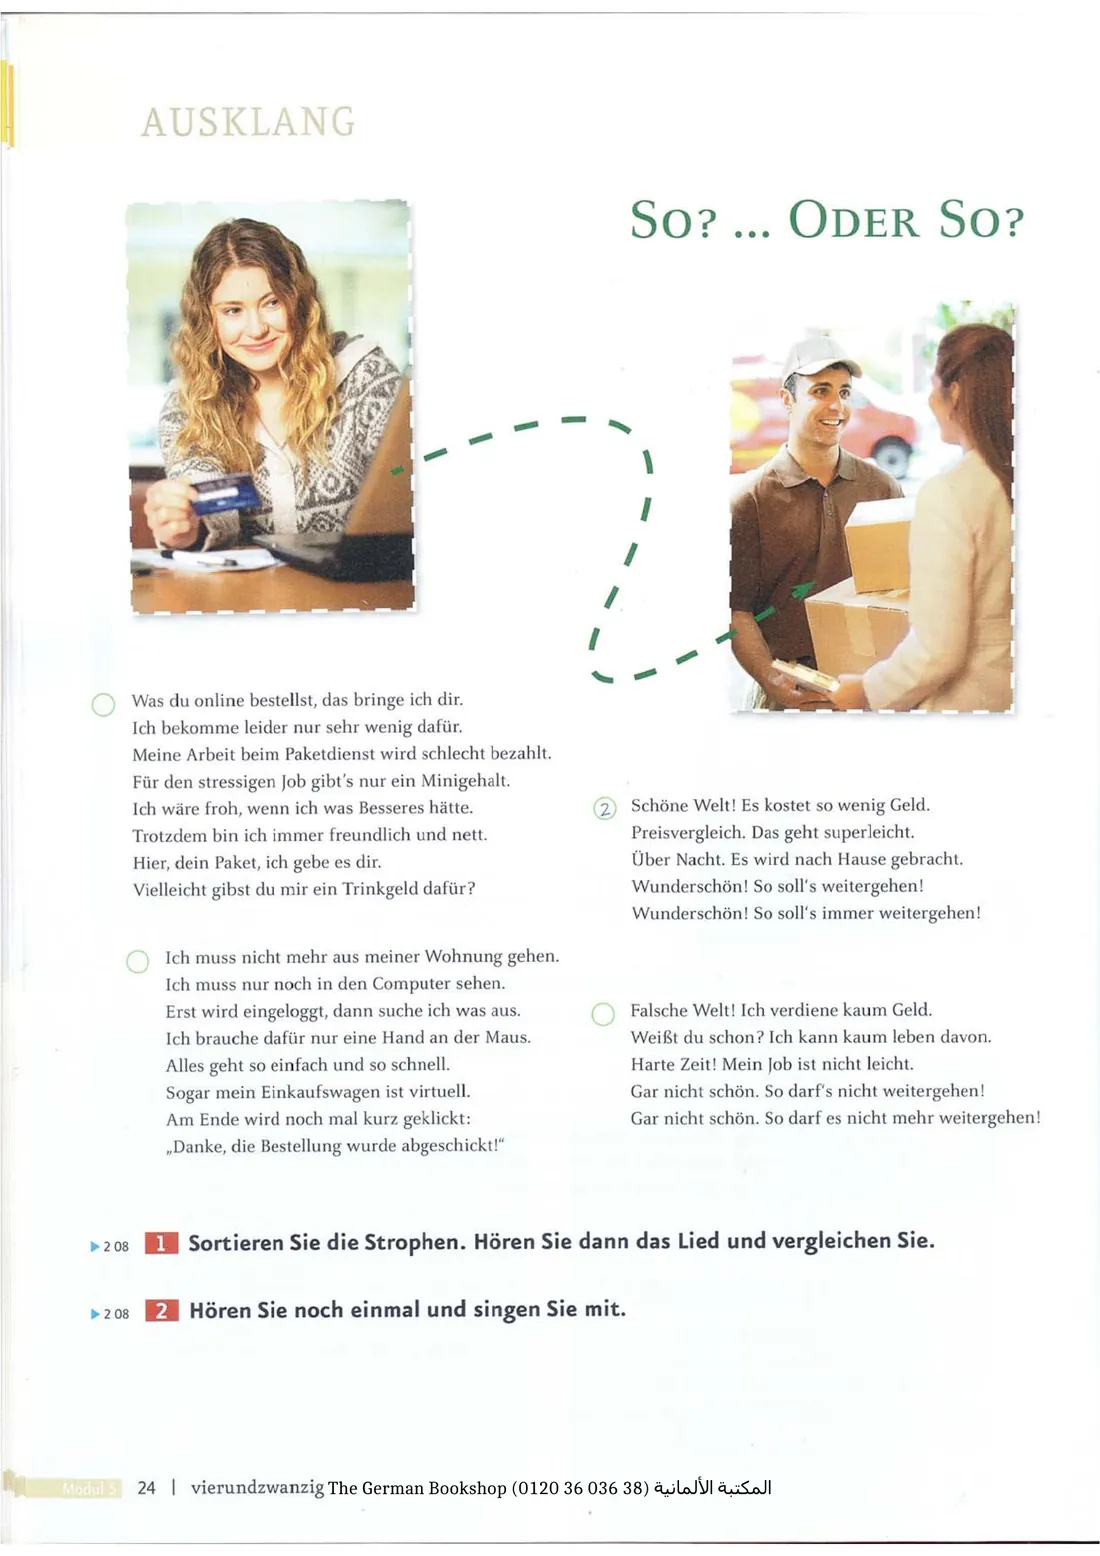 AUSKLANG
So? ... ODER SO?
Was du online bestellst, das bringe ich dir.
Ich bekomme leider nur sehr wenig dafür.
Meine Arbeit beim Paketdienst wird schlecht bezahlt.
Für den stressigen Job gibt's nur ein Minigehalt.
Ich wäre froh, wenn ich was Besseres hätte.
Trotzdem bin ich immer freundlich und nett.
Hier, dein Paket, ich gebe es dir.
Vielleicht gibst du mir ein Trinkgeld dafür?
2 Schöne Welt! Es kostet so wenig Geld.
Preisvergleich. Das geht superleicht.
Über Nacht. Es wird nach Hause gebracht.
Wunderschön! So soll's weitergehen!
Wunderschön! So soll's immer weitergehen!
Ich muss nicht mehr aus meiner Wohnung gehen.
Ich muss nur noch in den Computer sehen.
Erst wird eingeloggt, dann suche ich was aus.
Ich brauche dafür nur eine Hand an der Maus.
Alles geht so einfach und so schnell.
Sogar mein Einkaufswagen ist virtuell.
Am Ende wird noch mal kurz geklickt:
„Danke, die Bestellung wurde abgeschickt!“
Falsche Welt! Ich verdiene kaum Geld.
Weißt du schon? Ich kann kaum leben davon.
Harte Zeit! Mein Job ist nicht leicht.
Gar nicht schön. So darf's nicht weitergehen!
Gar nicht schön. So darf es nicht mehr weitergehen!
▶ 2 08 1 Sortieren Sie die Strophen. Hören Sie dann das Lied und vergleichen Sie.
▶ 2 08 2 Hören Sie noch einmal und singen Sie mit.
Modul 5 24 | vierundzwanzig The German Bookshop (0120 36 036 38) المكتبة الألمانية